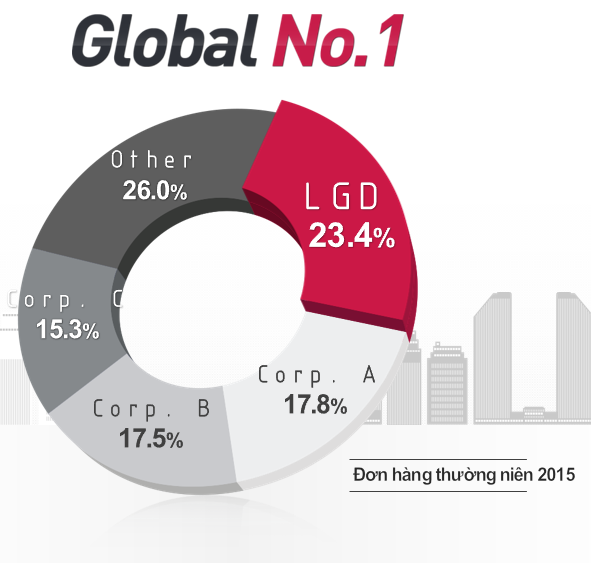 Global No.1
Other
26.0%
LGD
23.4%
Corp. C
15.3%
Corp. A
17.8%
Corp. B
17.5%
Đơn hàng thường niên 2015